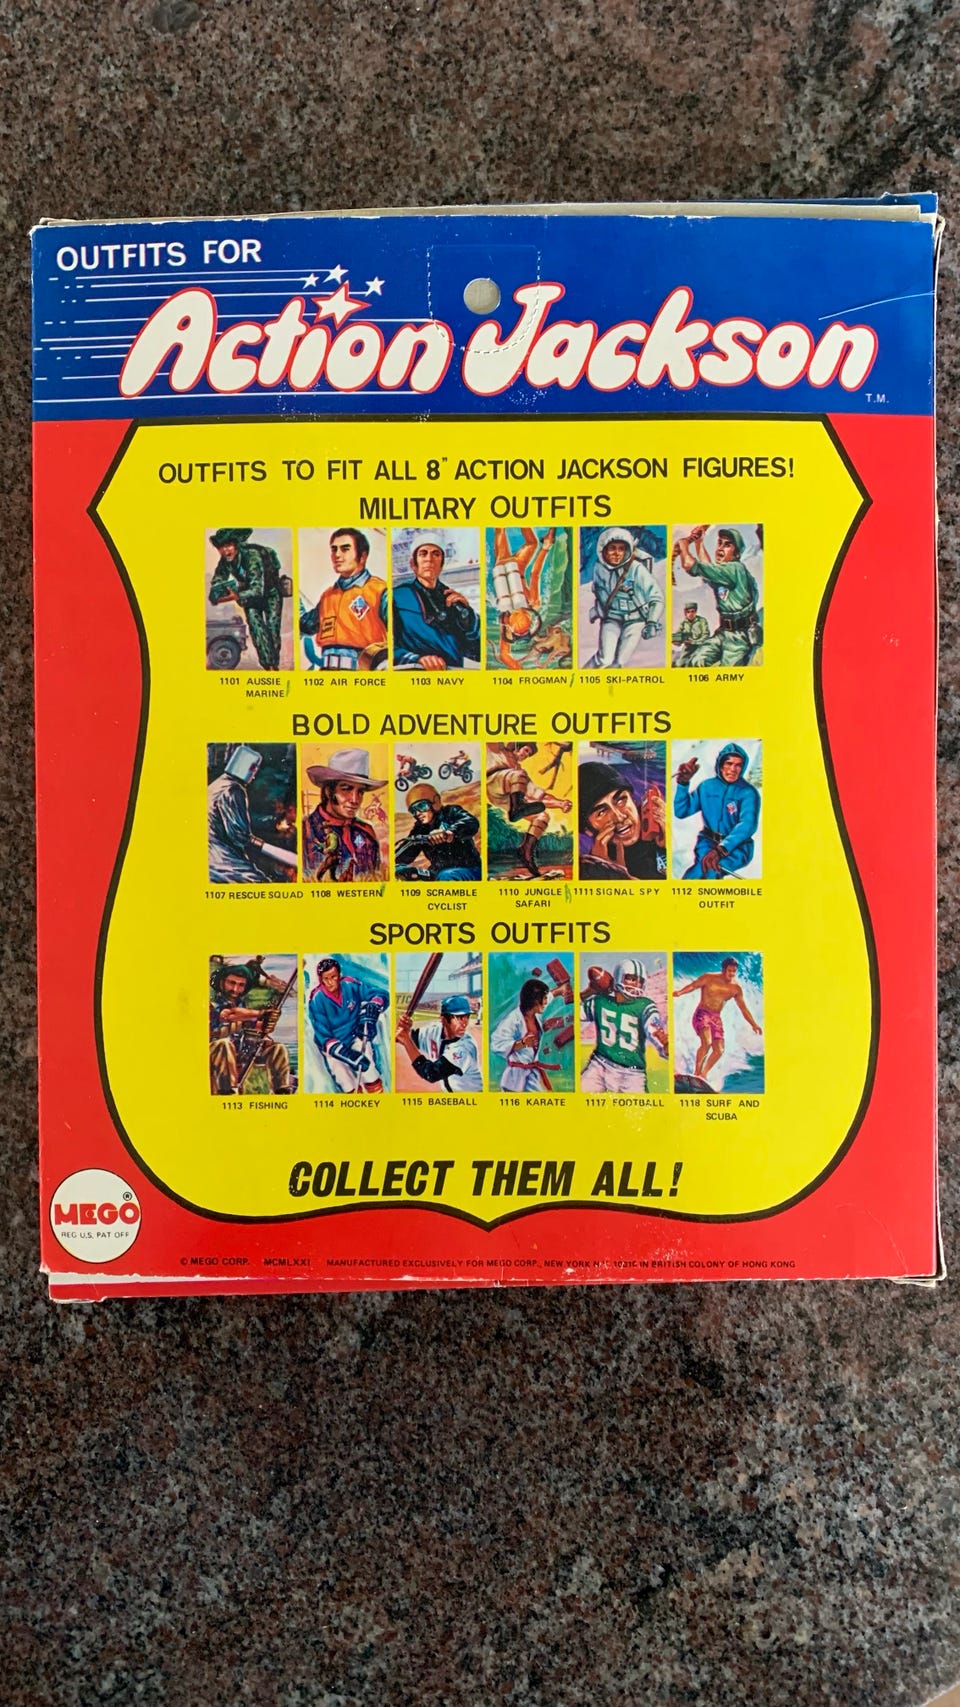 OUTFITS FOR
Action Jackson
T.M.
OUTFITS TO FIT ALL 8" ACTION JACKSON FIGURES!
MILITARY OUTFITS
1101 AUSSIE MARINE
1102 AIR FORCE
1103 NAVY
1104 FROGMAN
1105 SKI-PATROL
1106 ARMY
BOLD ADVENTURE OUTFITS
1107 RESCUE SQUAD
1108 WESTERN
1109 SCRAMBLE CYCLIST
1110 JUNGLE SAFARI
1111 SIGNAL SPY
1112 SNOWMOBILE OUTFIT
SPORTS OUTFITS
55
1113 FISHING
1114 HOCKEY
1115 BASEBALL
1116 KARATE
1117 FOOTBALL
1118 SURF AND SCUBA
COLLECT THEM ALL!
MEGO ®
REG U.S. PAT OFF
© MEGO CORP. MCMLXXI MANUFACTURED EXCLUSIVELY FOR MEGO CORP., NEW YORK IN BRITISH COLONY OF HONG KONG